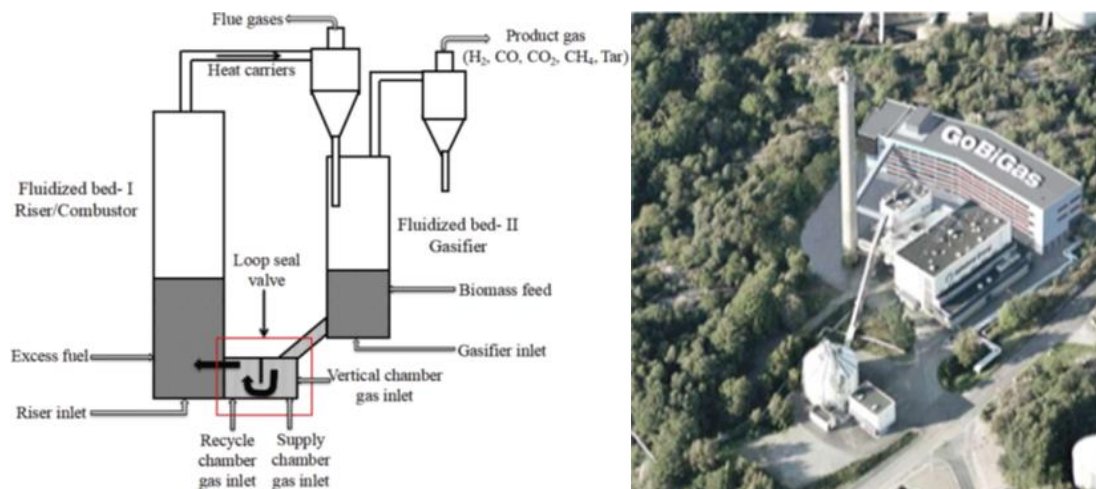 Flue gases
Product gas
(H₂, CO, CO₂, CH₄, Tar)
Heat carriers
Fluidized bed- I
Riser/Combustor
Fluidized bed- II
Gasifier
Loop seal
valve
Biomass feed
Excess fuel
Gasifier inlet
Vertical chamber
gas inlet
Riser inlet
Recycle
chamber
gas inlet
Supply
chamber
gas inlet
GoBiGas